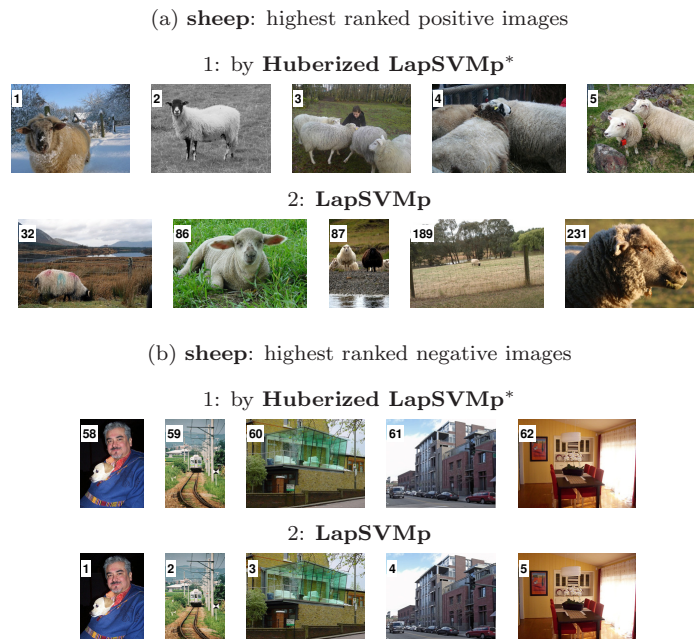 (a) sheep: highest ranked positive images
1: by Huberized LapSVMp*
1 2 3 4 5
2: LapSVMp
32 86 87 189 231
(b) sheep: highest ranked negative images
1: by Huberized LapSVMp*
58 59 60 61 62
2: LapSVMp
1 2 3 4 5